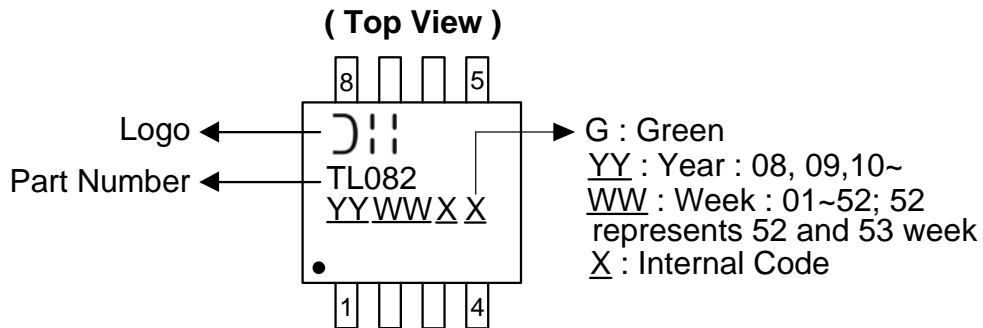 ( Top View )
8 5
Logo
TL082
Part Number
YYWWX X
G : Green
YY : Year : 08, 09,10~
WW : Week : 01~52; 52
represents 52 and 53 week
X : Internal Code
1 4